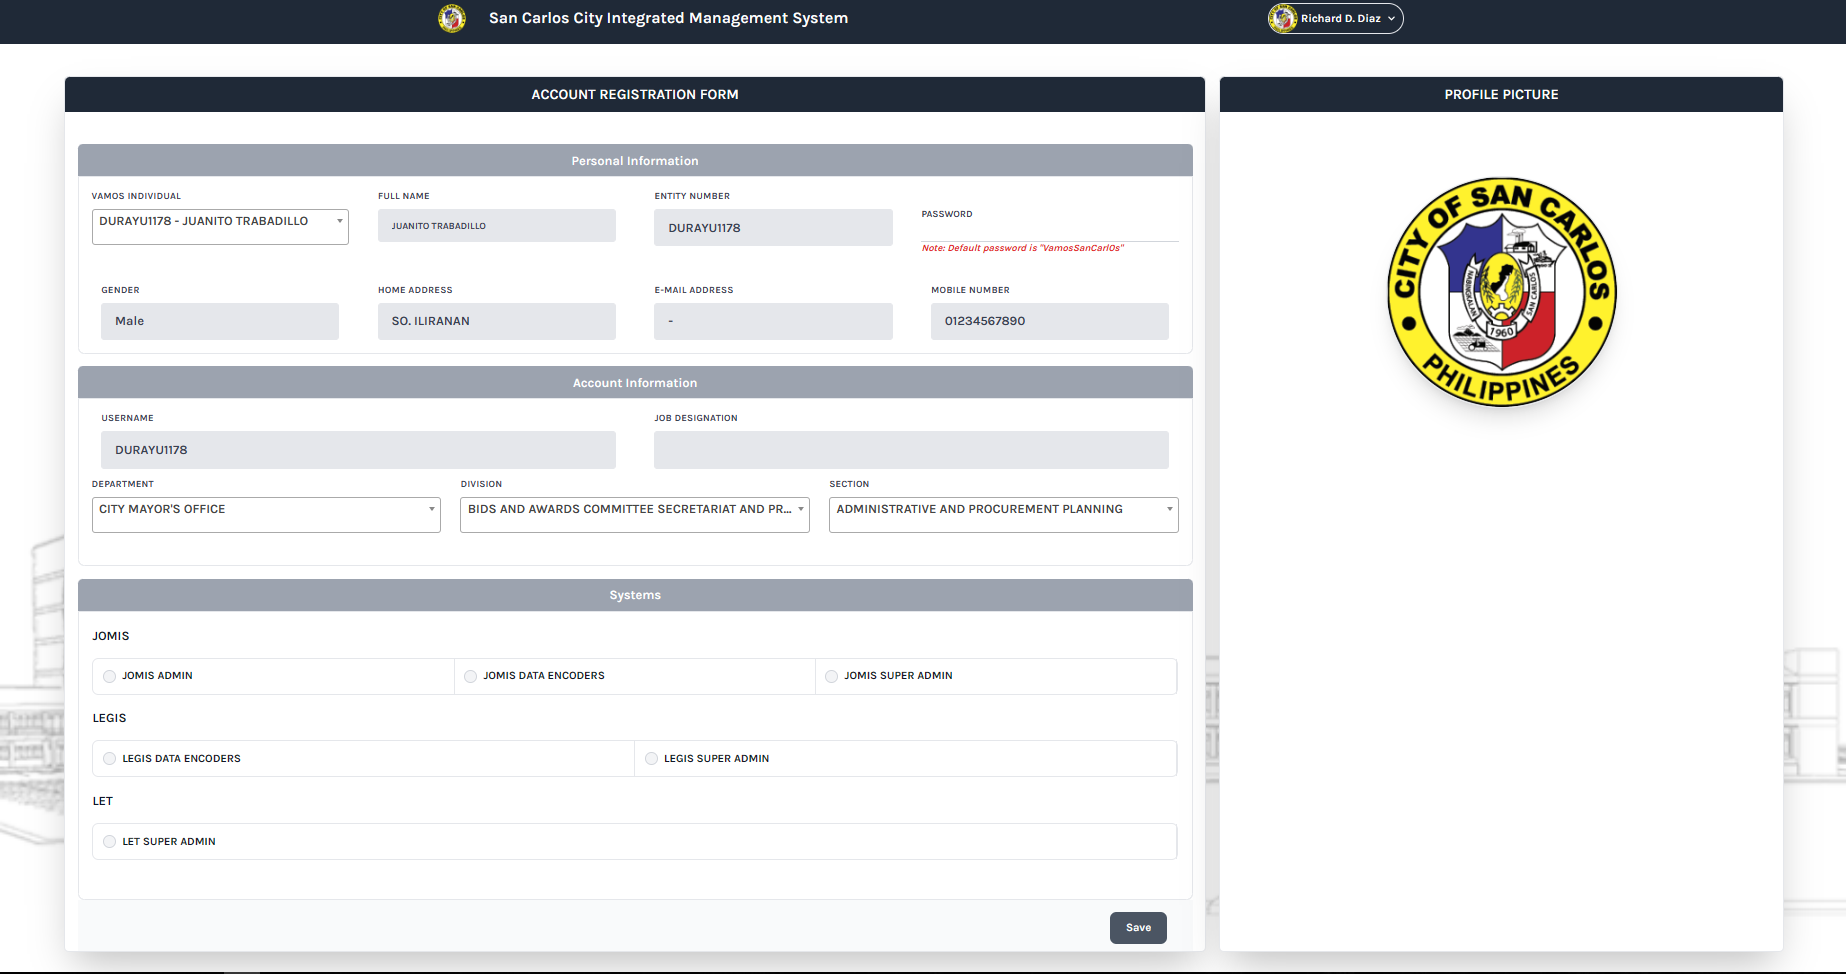 San Carlos City Integrated Management System
Richard D. Diaz
ACCOUNT REGISTRATION FORM
Personal Information
VAMOS INDIVIDUAL
FULL NAME
ENTITY NUMBER
PASSWORD
DURAYU1178 - JUANITO TRABADILLO
JUANITO TRABADILLO
DURAYU1178
Note: Default password is "VamosSanCarlOs"
GENDER
HOME ADDRESS
E-MAIL ADDRESS
MOBILE NUMBER
Male
SO. ILIRANAN
-
01234567890
Account Information
USERNAME
JOB DESIGNATION
DURAYU1178
DEPARTMENT
DIVISION
SECTION
CITY MAYOR'S OFFICE
BIDS AND AWARDS COMMITTEE SECRETARIAT AND PR...
ADMINISTRATIVE AND PROCUREMENT PLANNING
Systems
JOMIS
JOMIS ADMIN
JOMIS DATA ENCODERS
JOMIS SUPER ADMIN
LEGIS
LEGIS DATA ENCODERS
LEGIS SUPER ADMIN
LET
LET SUPER ADMIN
Save
PROFILE PICTURE
CITY OF SAN CARLOS
SAN CARLOS
1960
PHILIPPINES